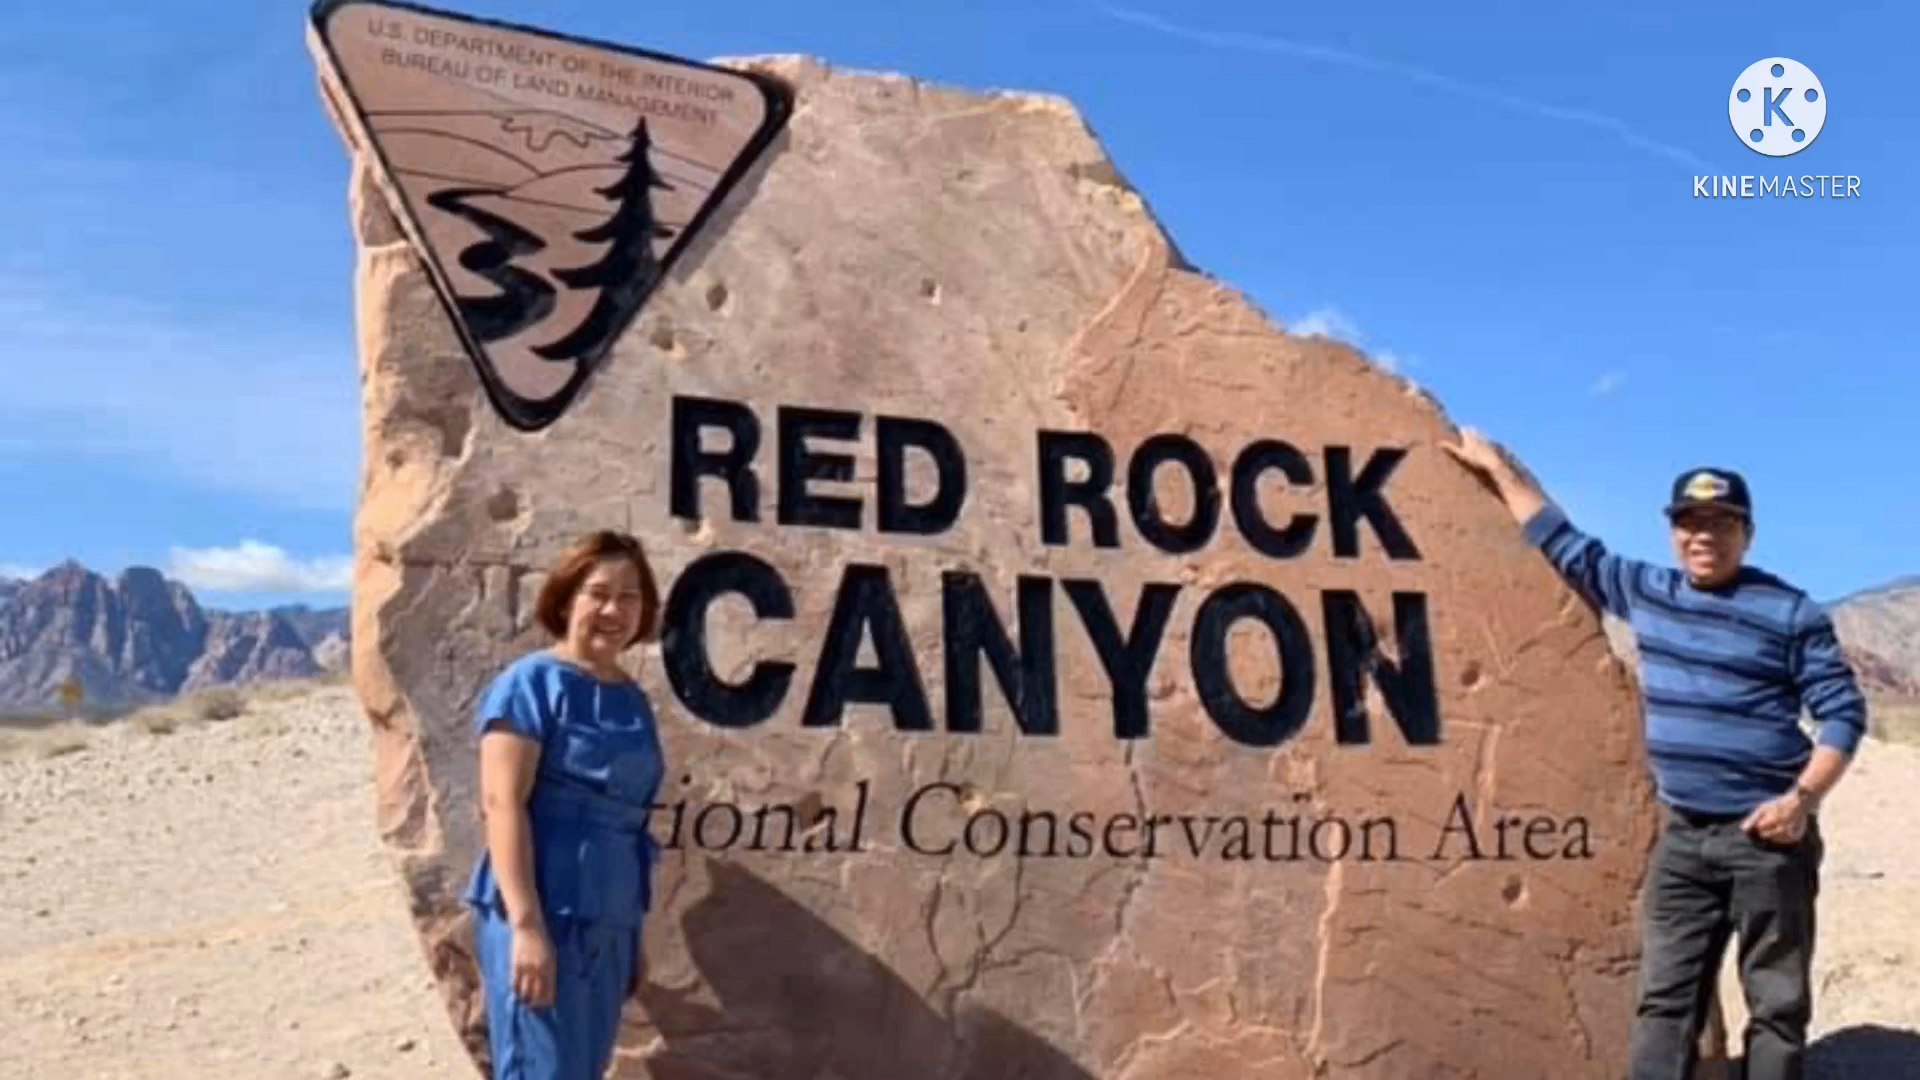 U.S. DEPARTMENT OF THE INTERIOR
BUREAU OF LAND MANAGEMENT
K
KINEMASTER
RED ROCK
CANYON
tional Conservation Area